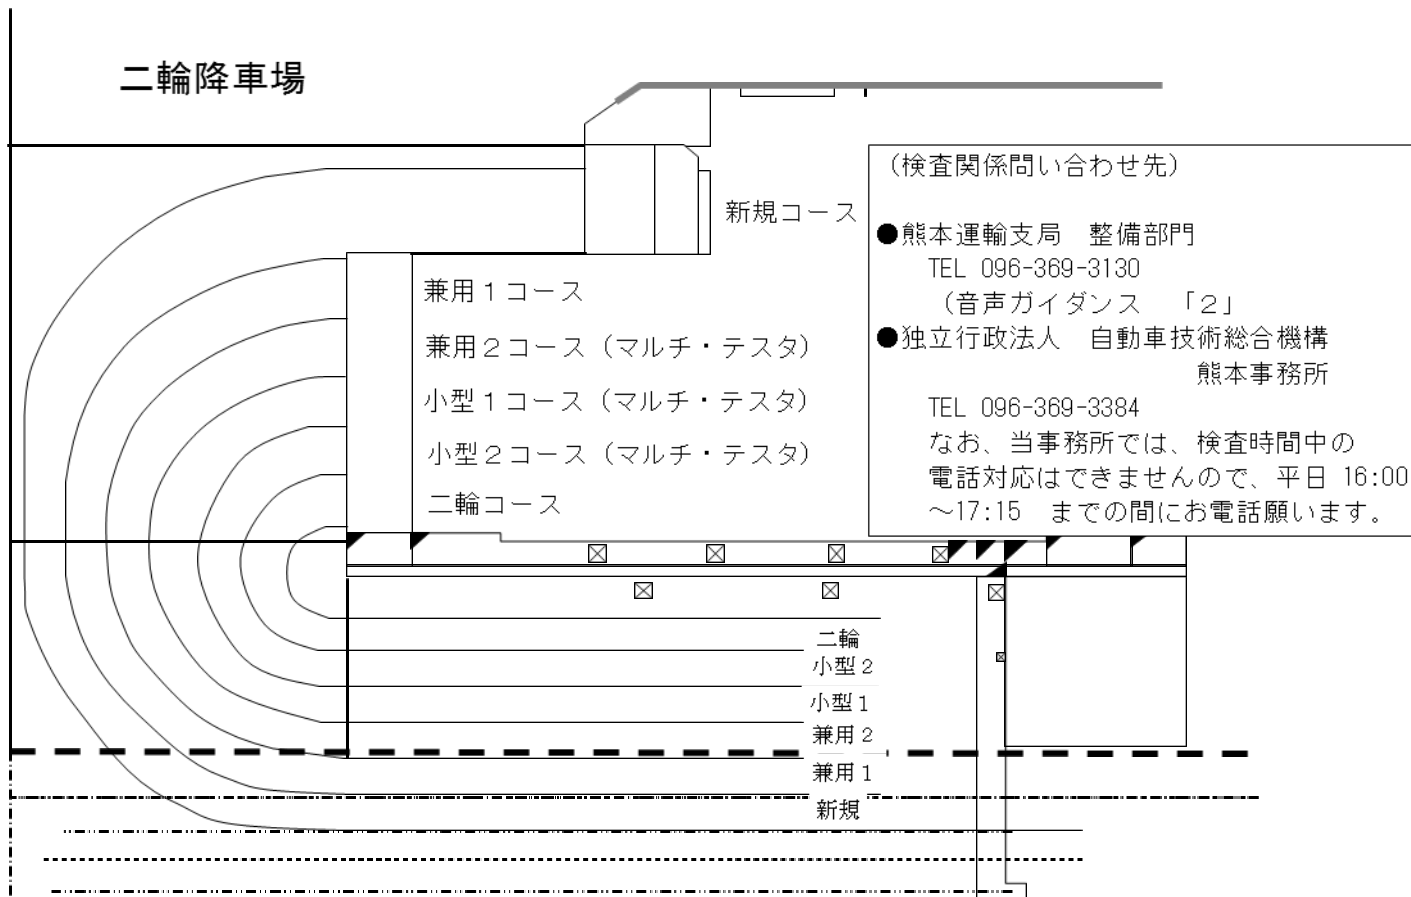 二輪降車場
新規コース
兼用１コース
兼用２コース（マルチ・テスタ）
小型１コース（マルチ・テスタ）
小型２コース（マルチ・テスタ）
二輪コース
（検査関係問い合わせ先）
●熊本運輸支局　整備部門
TEL 096-369-3130
（音声ガイダンス　「２」
●独立行政法人　自動車技術総合機構
熊本事務所
TEL 096-369-3384
なお、当事務所では、検査時間中の
電話対応はできませんので、平日 16:00
～17:15　までの間にお電話願います。
二輪
小型２
小型１
兼用２
兼用１
新規